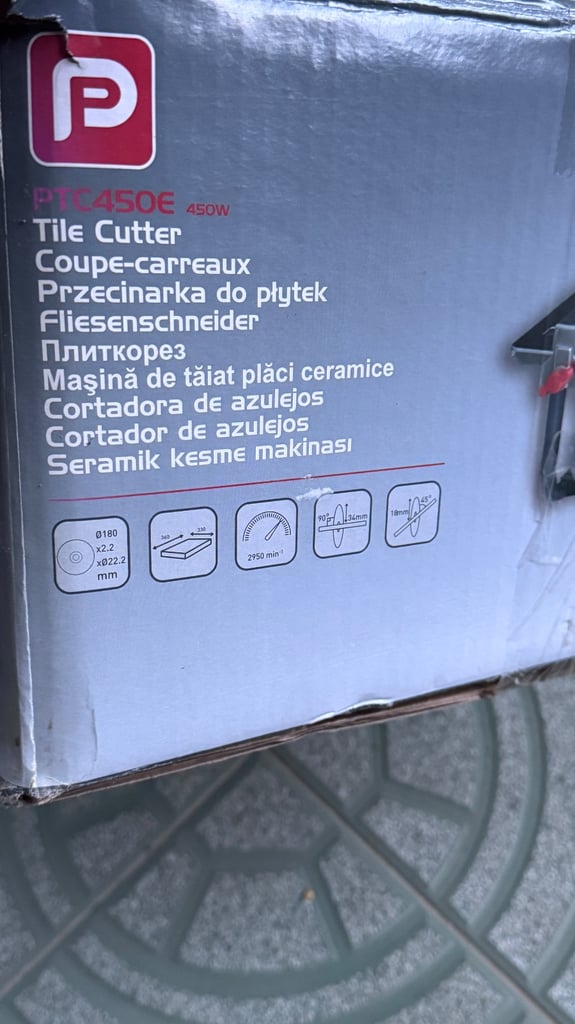 P
PTC450E 450W
Tile Cutter
Coupe-carreaux
Przecinarka do płytek
Fliesenschneider
Плиткорез
Maşină de tăiat plăci ceramice
Cortadora de azulejos
Cortador de azulejos
Seramik kesme makinası
Ø180
x2.2
xØ22.2
mm
360
330
2950 min⁻¹
90°
34mm
18mm
45°